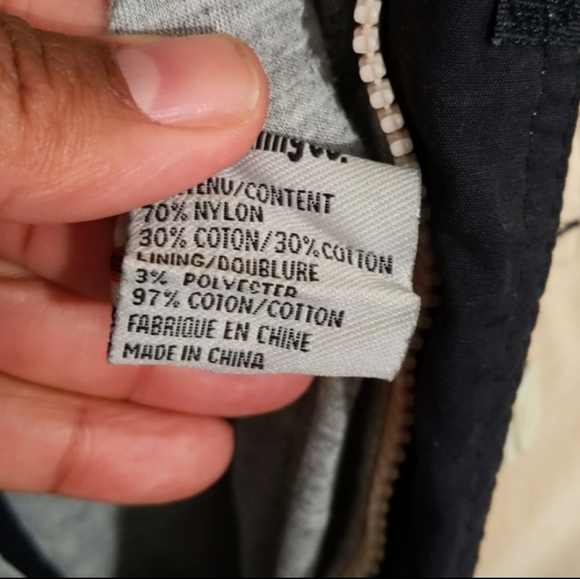 CONTENU/CONTENT
70% NYLON
30% COTON/30%COTTON
LINING/DOUBLURE
3% POLYESTER
97% COTON/COTTON
FABRIQUE EN CHINE
MADE IN CHINA